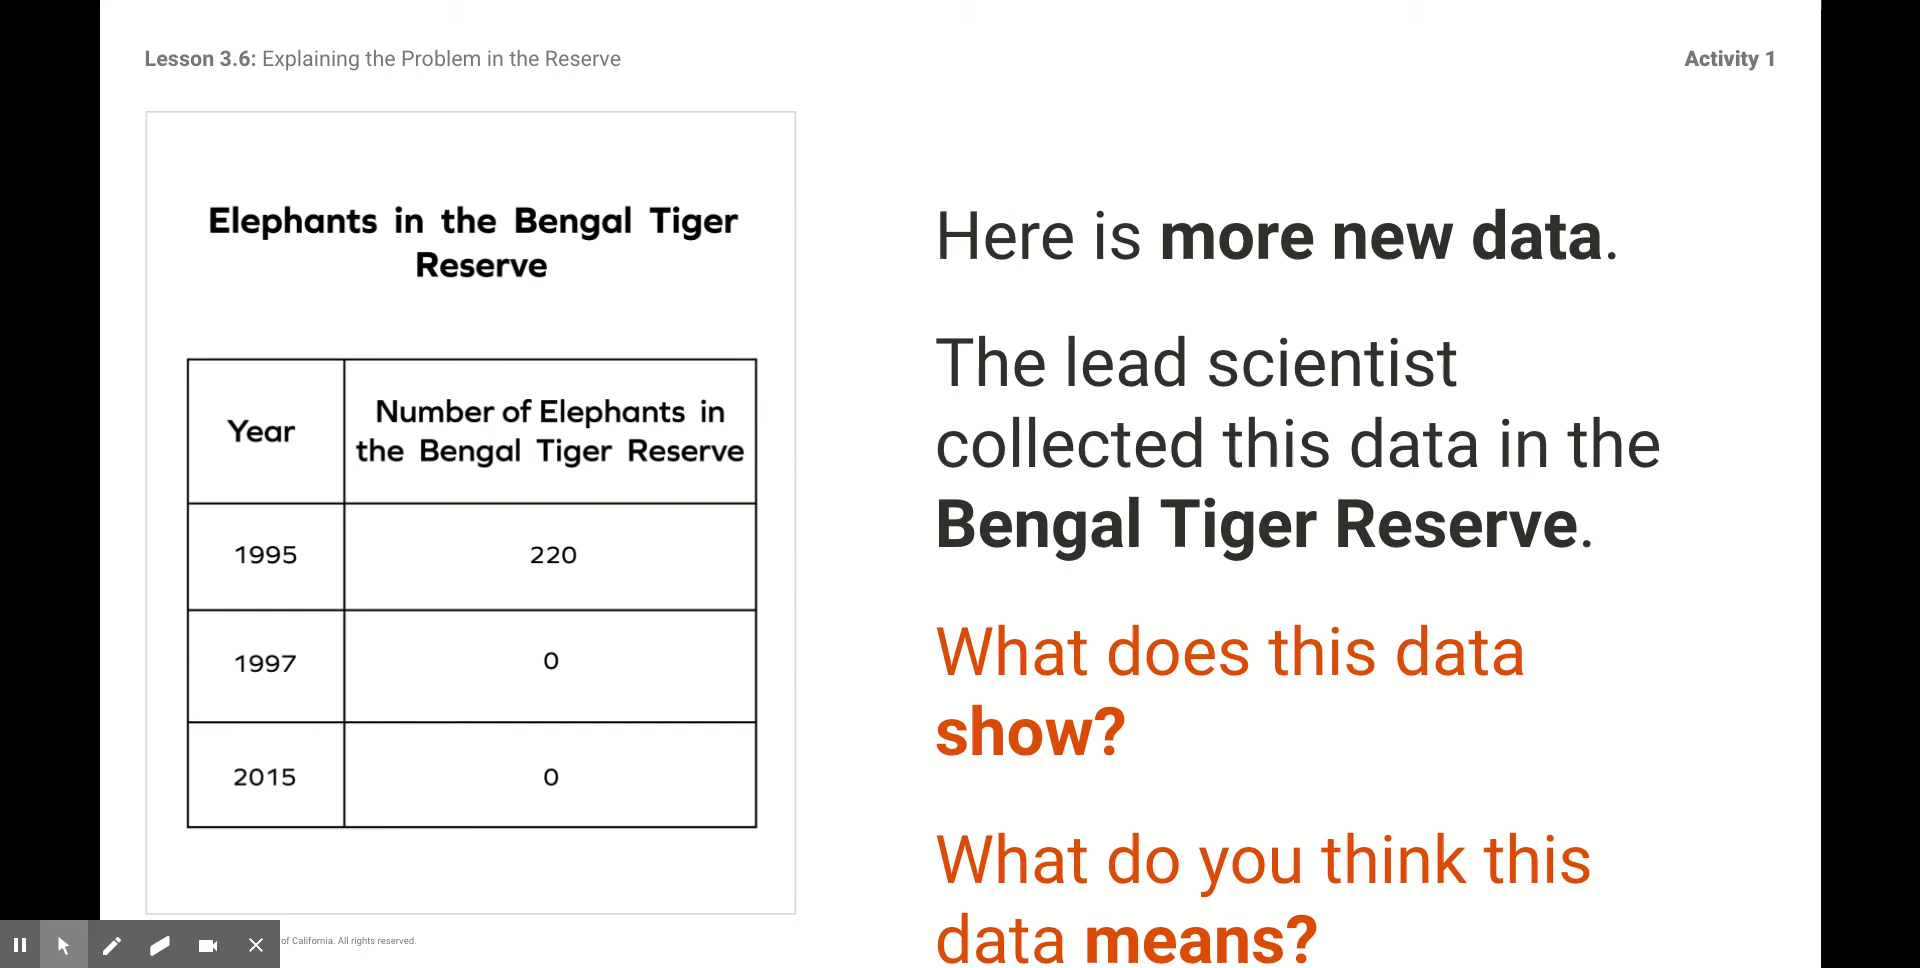 Lesson 3.6: Explaining the Problem in the Reserve
Activity 1
Elephants in the Bengal Tiger
Reserve
Year
Number of Elephants in
the Bengal Tiger Reserve
1995
220
1997
0
2015
0
Here is more new data.
The lead scientist
collected this data in the
Bengal Tiger Reserve.
What does this data
show?
What do you think this
data means?
of California. All rights reserved.